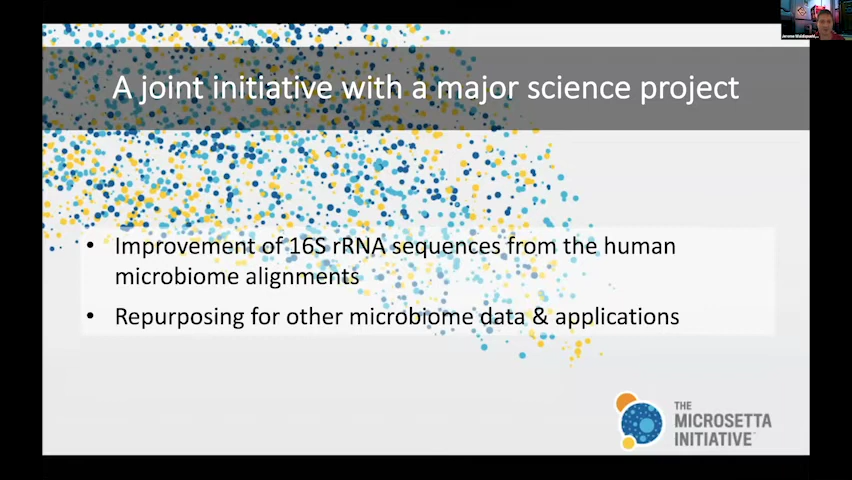 A joint initiative with a major science project
• Improvement of 16S rRNA sequences from the human
microbiome alignments
• Repurposing for other microbiome data & applications
THE
MICROSETTA
INITIATIVE